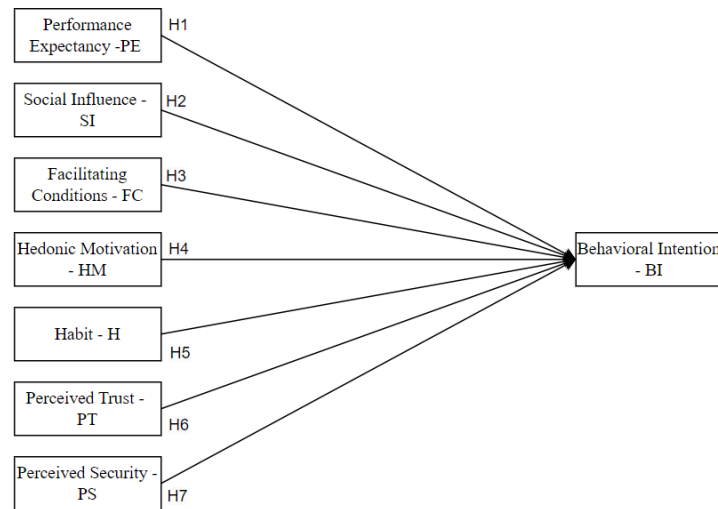 Performance
Expectancy -PE
H1
Social Influence -
SI
H2
Facilitating
Conditions - FC
H3
Hedonic Motivation
- HM
H4
Behavioral Intention
- BI
Habit - H
H5
Perceived Trust -
PT
H6
Perceived Security -
PS
H7